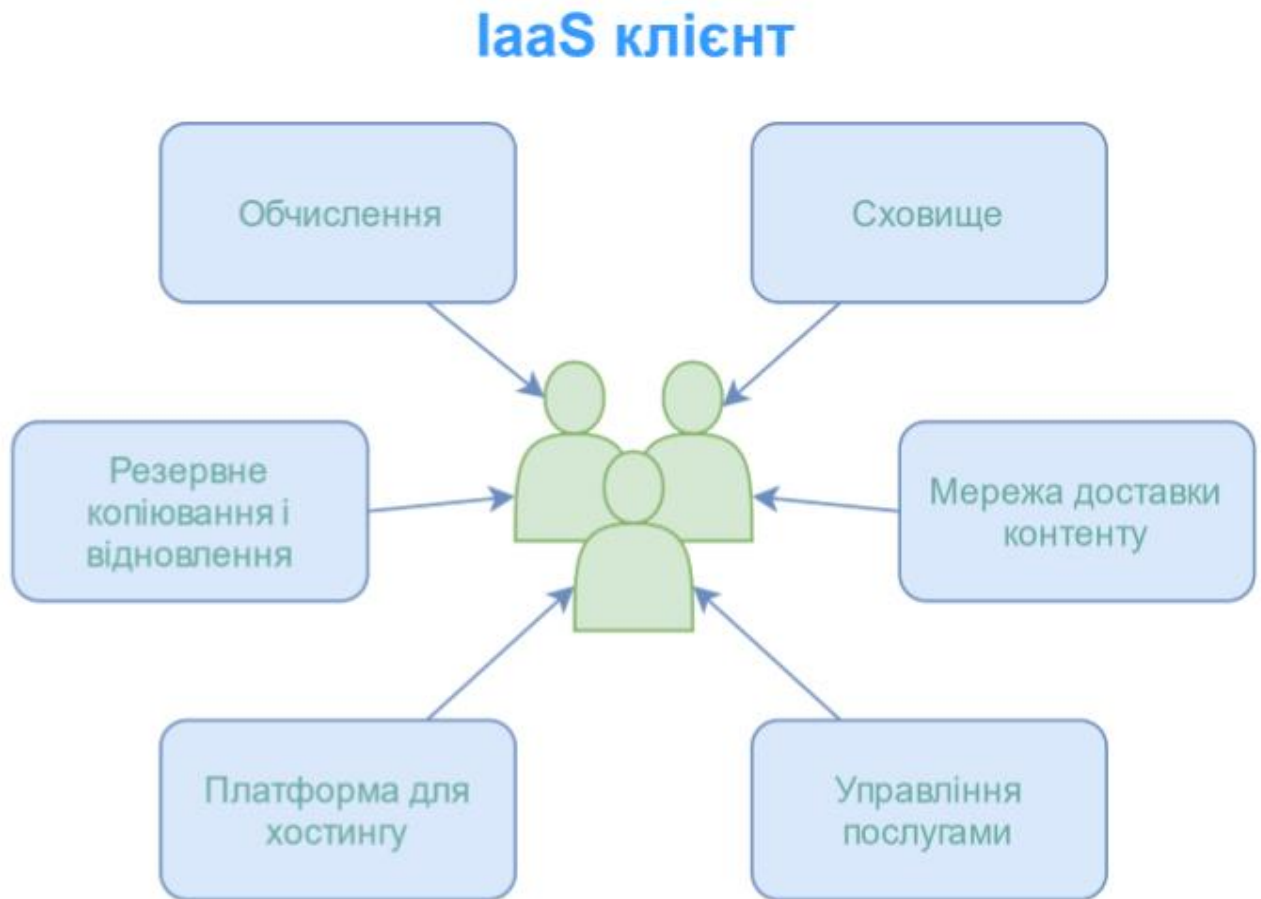 IaaS клієнт
Обчислення
Сховище
Резервне
копіювання і
відновлення
Мережа доставки
контенту
Платформа для
хостингу
Управління
послугами